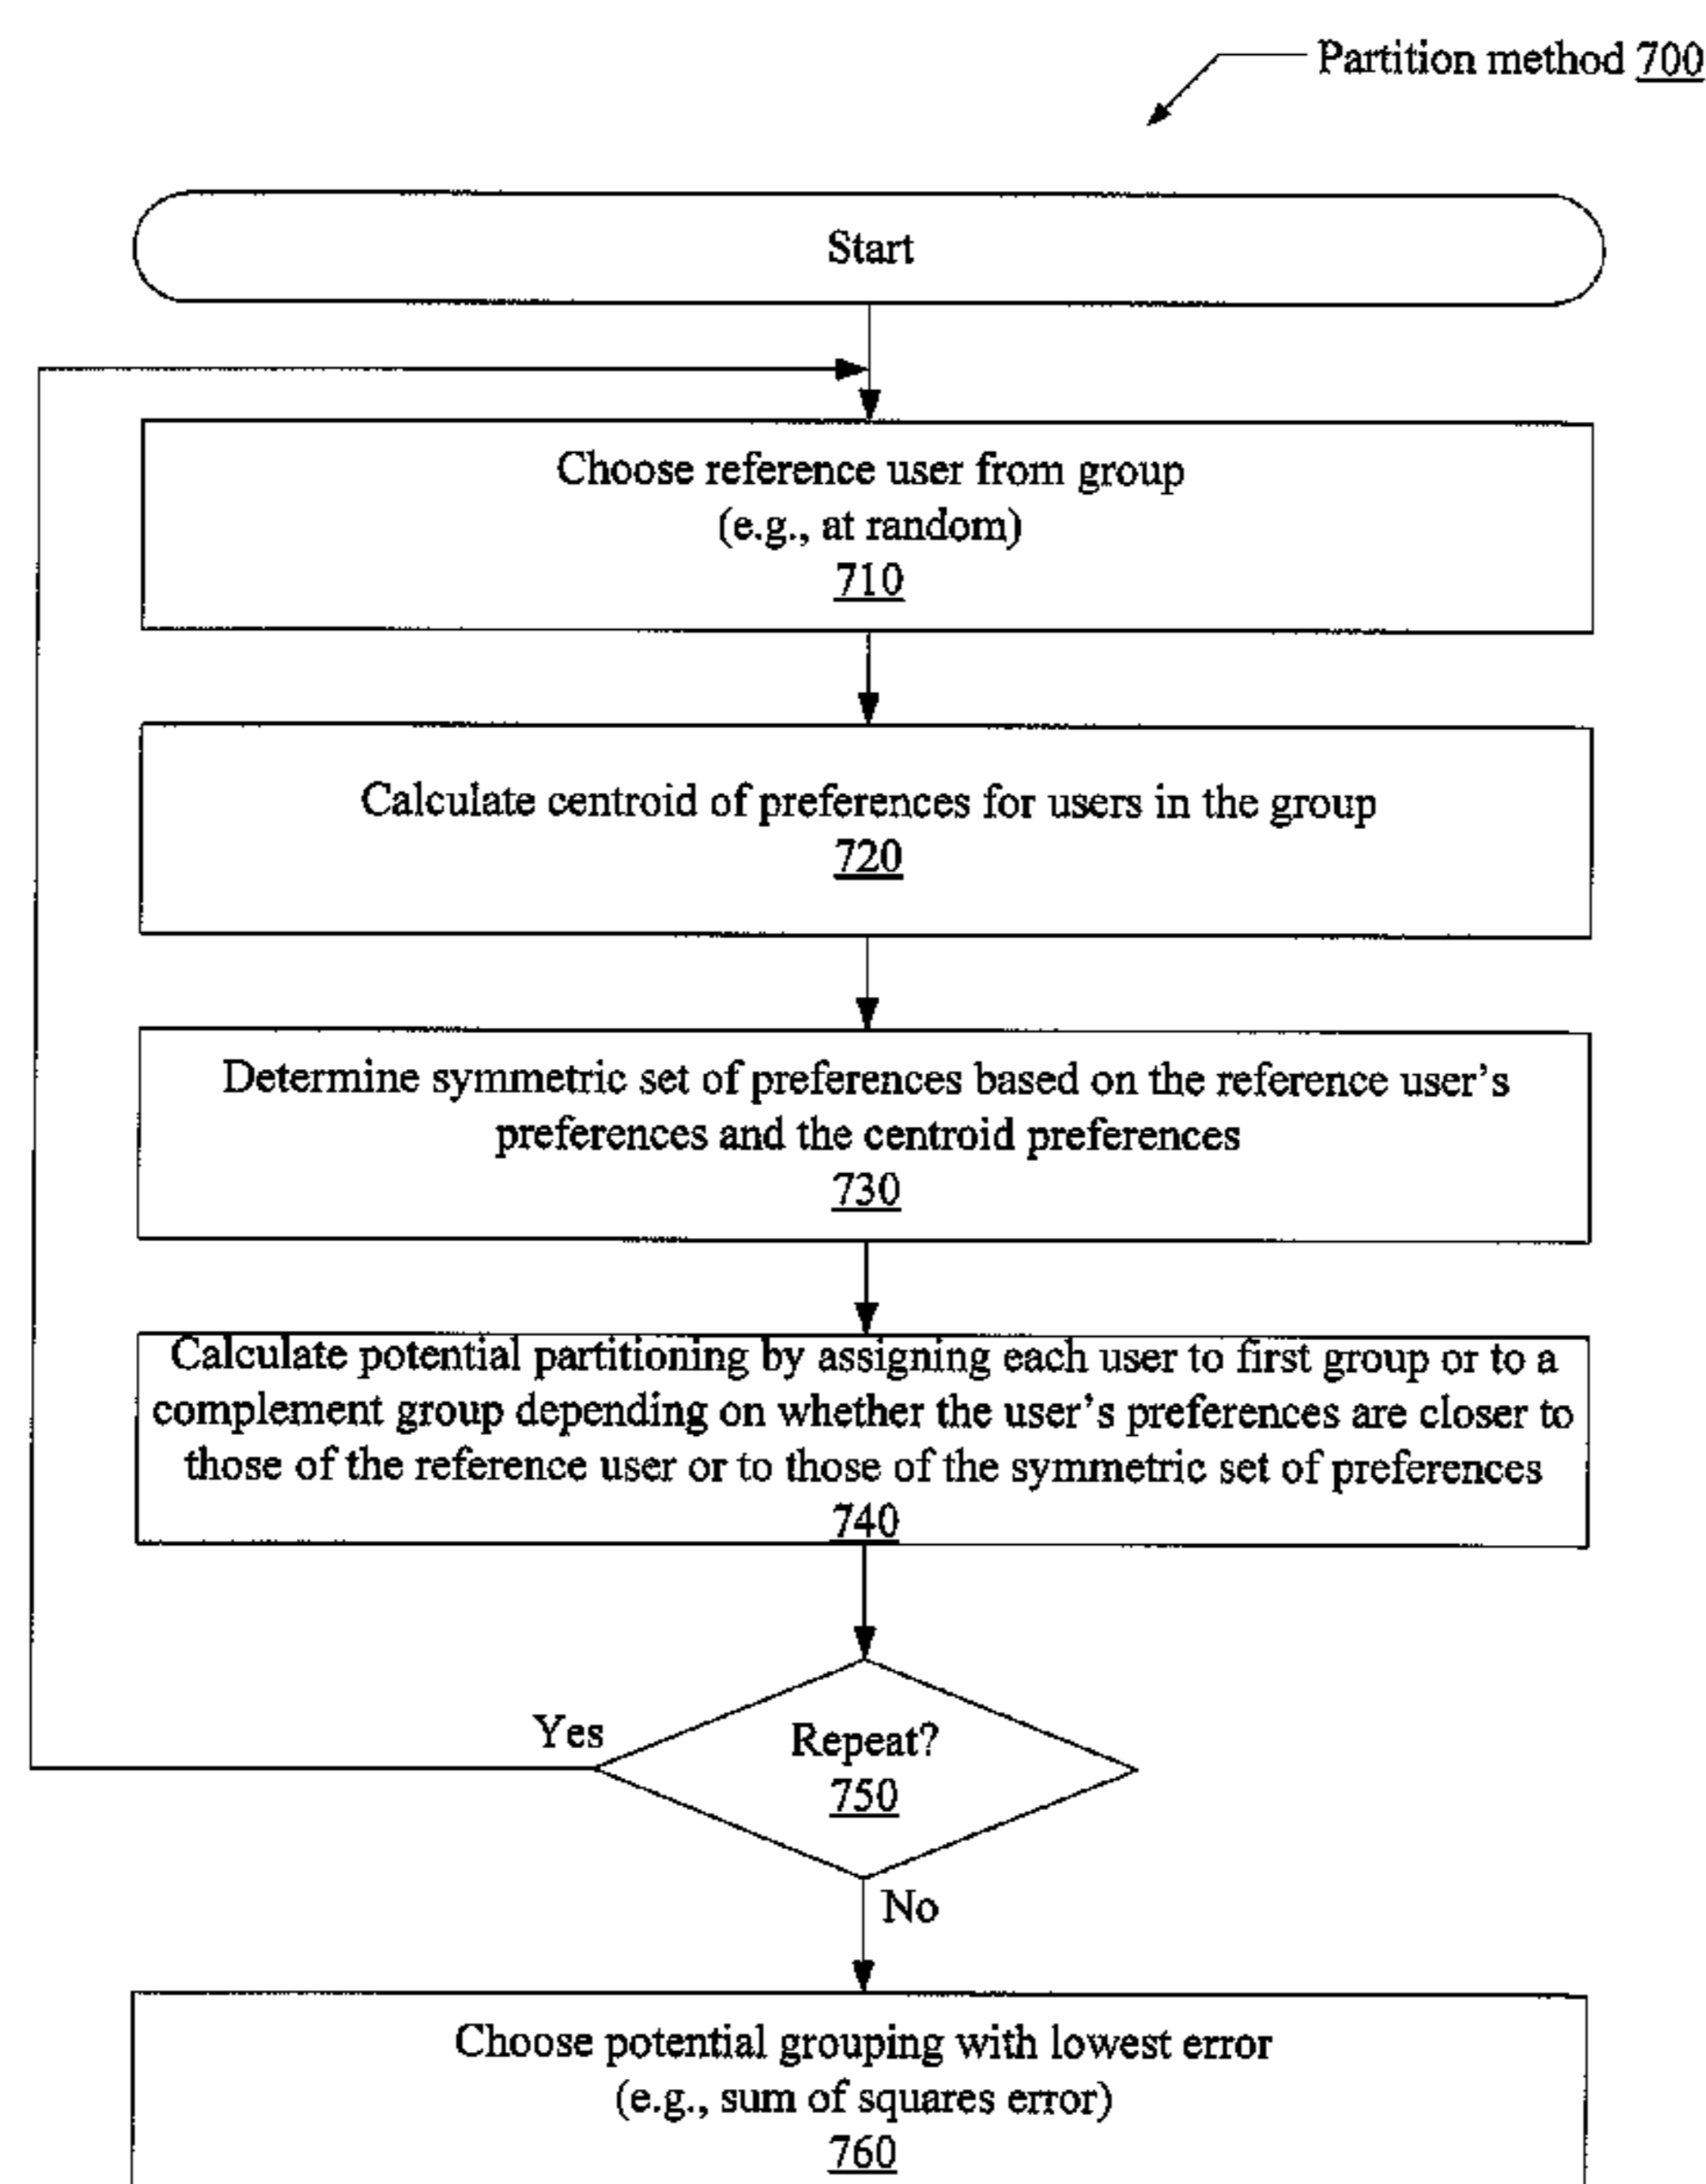 Partition method 700
Start
Choose reference user from group
(e.g., at random)
710
Calculate centroid of preferences for users in the group
720
Determine symmetric set of preferences based on the reference user's
preferences and the centroid preferences
730
Calculate potential partitioning by assigning each user to first group or to a
complement group depending on whether the user's preferences are closer to
those of the reference user or to those of the symmetric set of preferences
740
Repeat?
750
Yes
No
Choose potential grouping with lowest error
(e.g., sum of squares error)
760